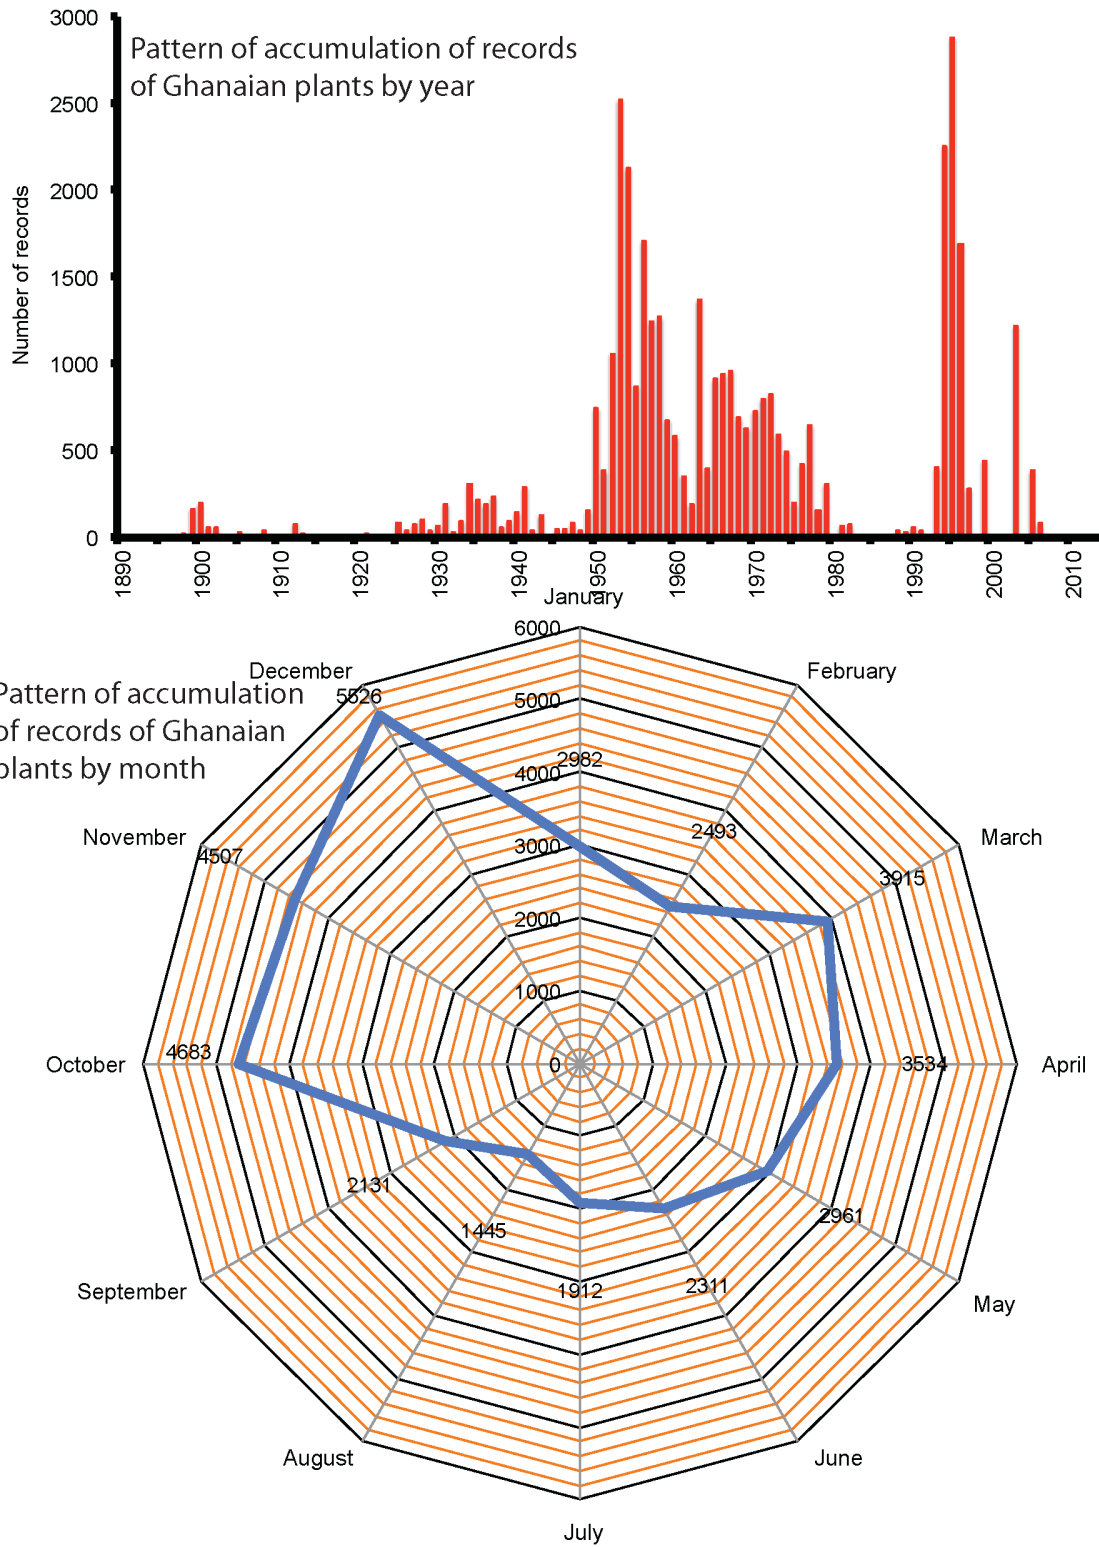 3000
Pattern of accumulation of records
of Ghanaian plants by year
2500
2000
1500
1000
500
0
Number of records
1890
1900
1910
1920
1930
1940
1950
1960
1970
1980
1990
2000
2010
January
6000
December
February
Pattern of accumulation
of records of Ghanaian
plants by month
5526
5000
2982
4000
November
2493
March
4507
3000
3915
2000
1000
4683
October
0
3534
April
2131
2961
1445
September
1912
2311
May
August
June
July